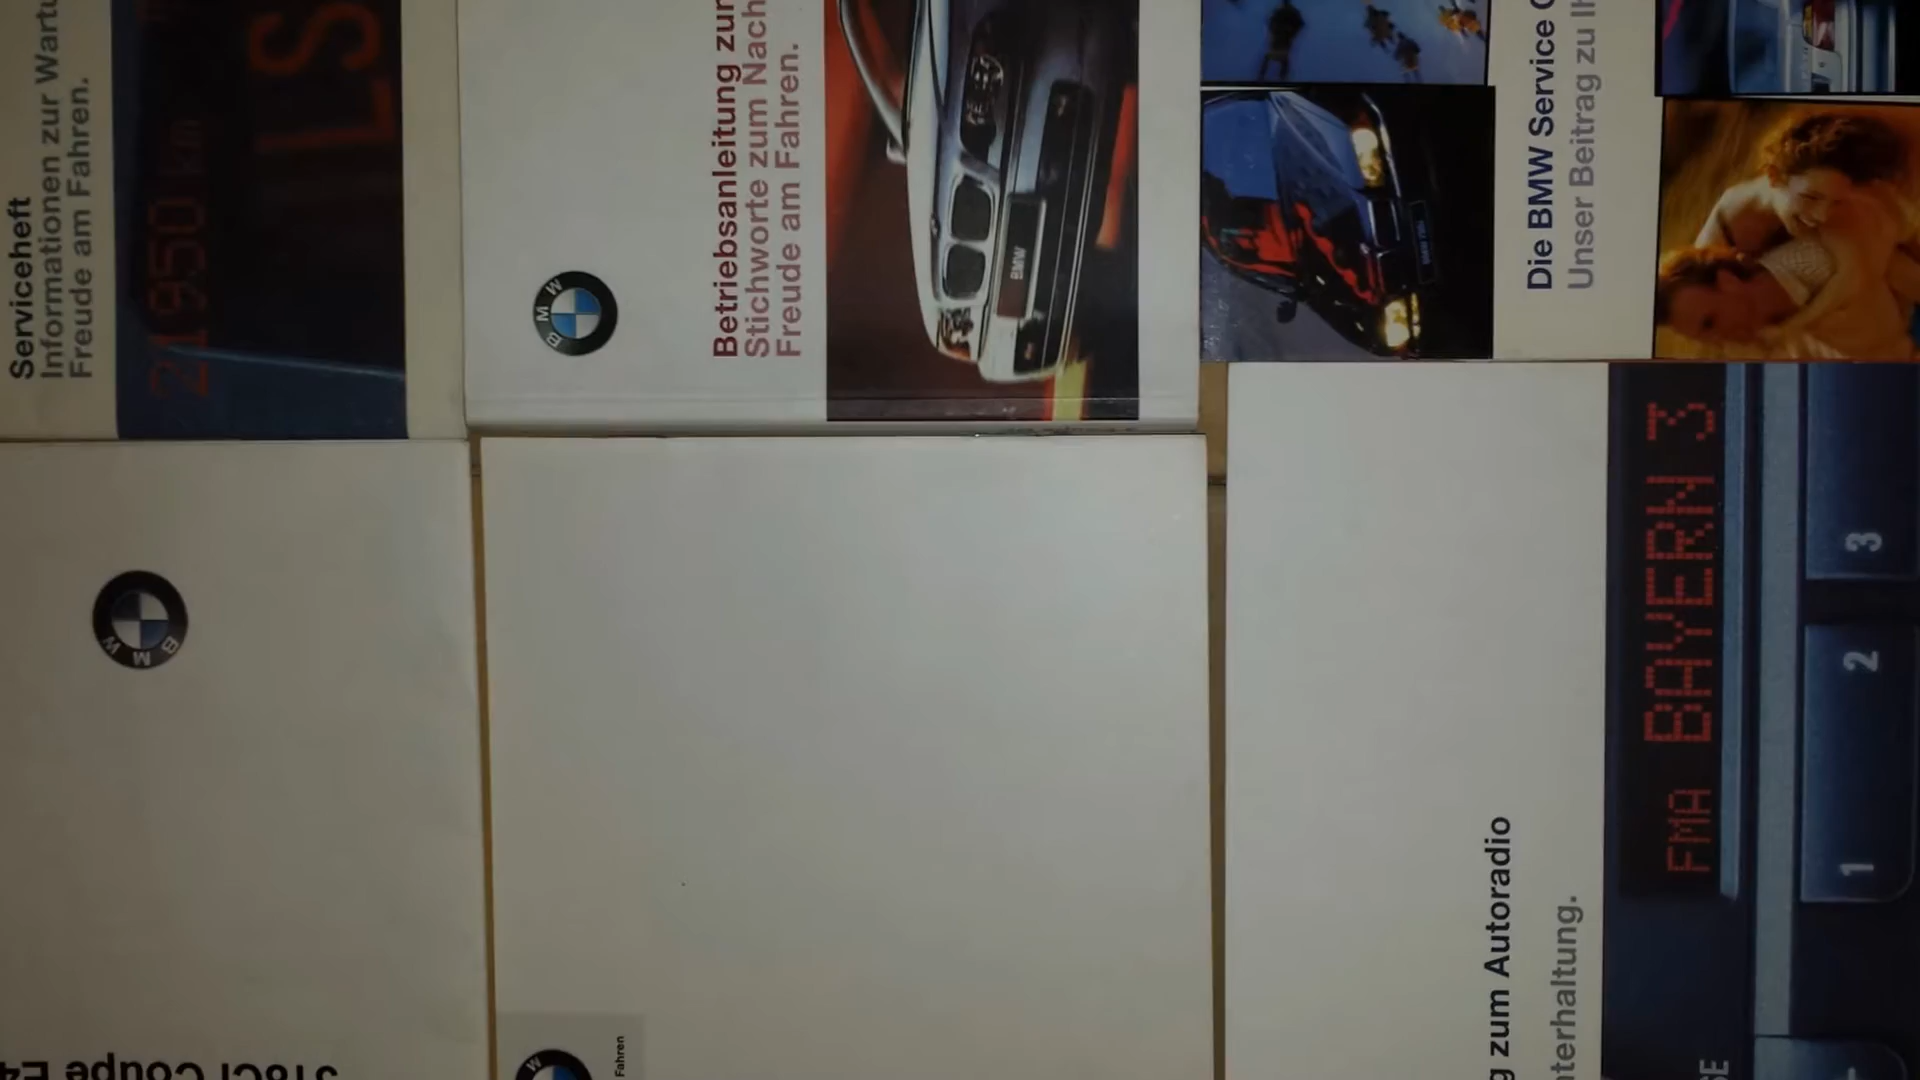 Serviceheft
Informationen zur Wartu
Freude am Fahren.
21950 km
LS
Betriebsanleitung zur
Stichworte zum Nach
Freude am Fahren.
BMW
BMW
Die BMW Service
Unser Beitrag zu Ih
BMW
318Ci Coupe E4
BAYERN 3
FMA
1
2
3
g zum Autoradio
nterhaltung.
Fahren
SE